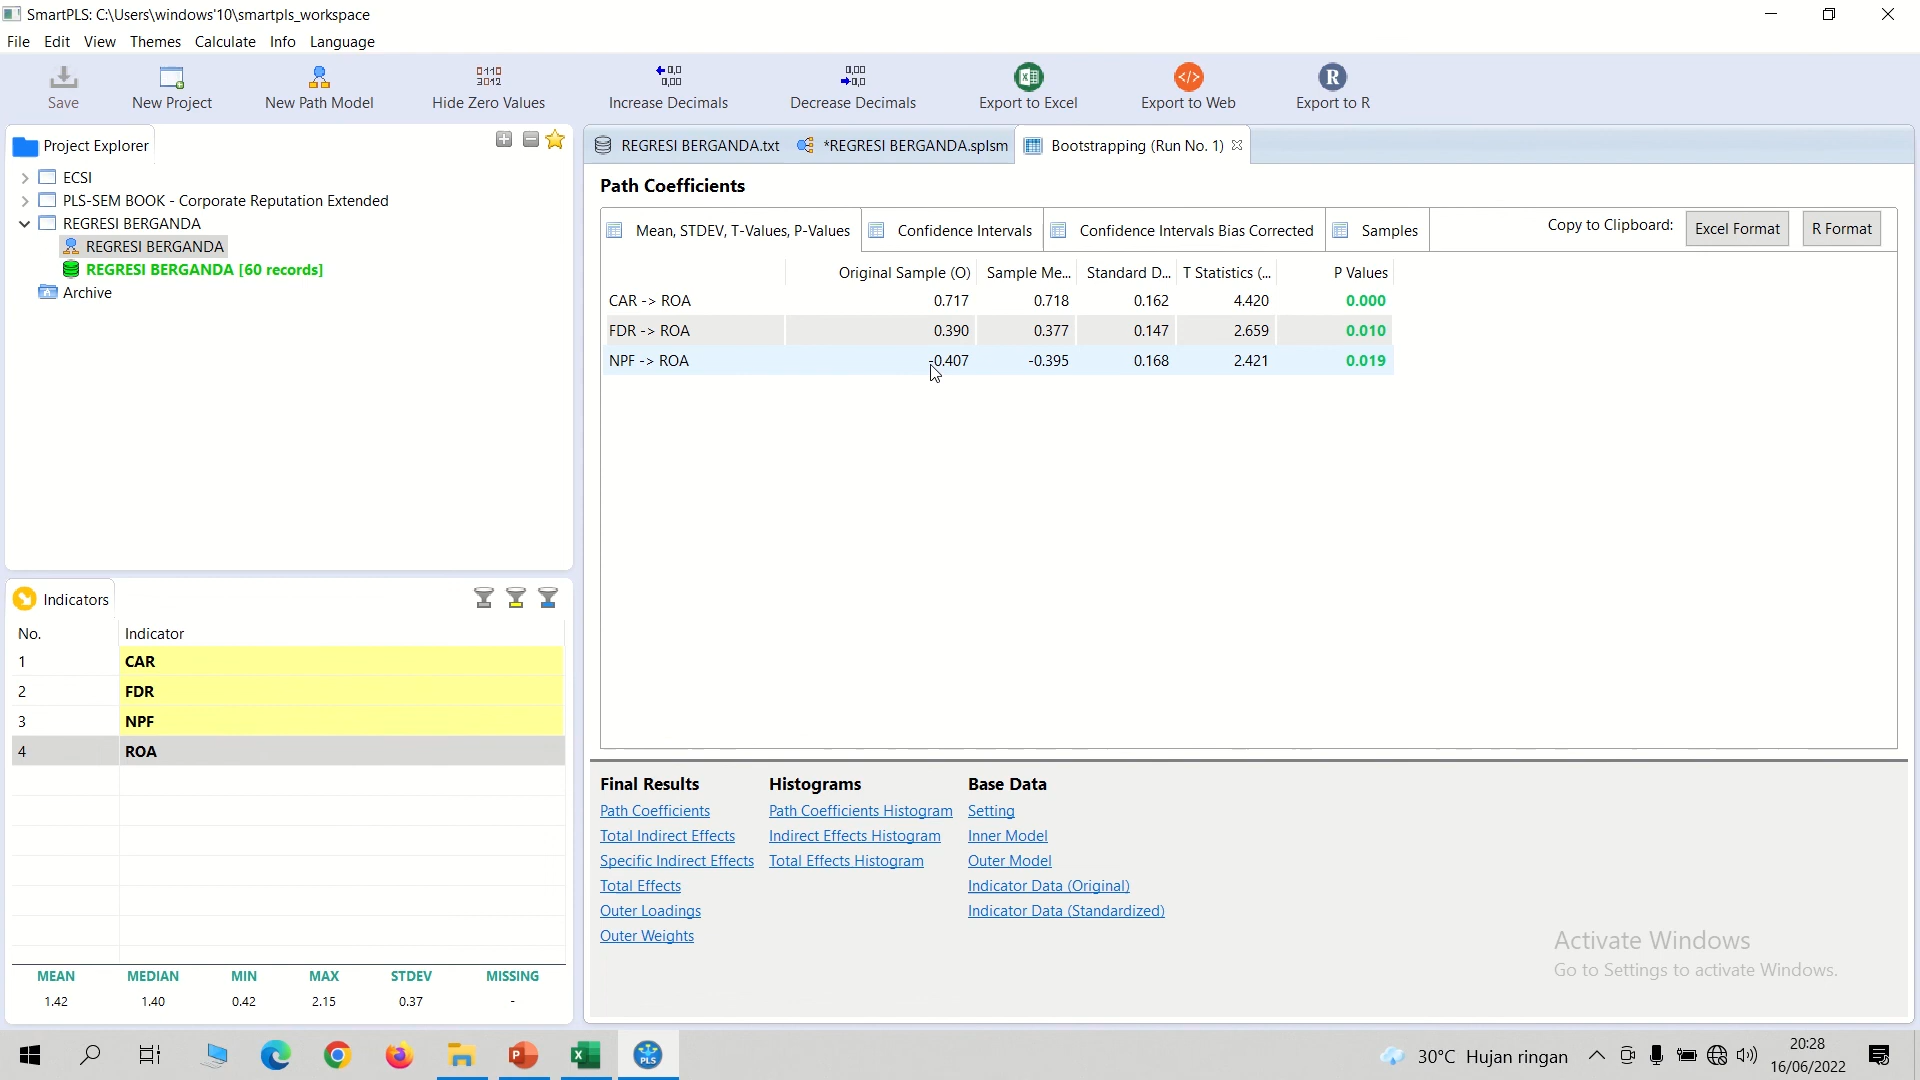 SmartPLS: C:\Users\windows'10\smartpls_workspace
File Edit View Themes Calculate Info Language
Save New Project New Path Model Hide Zero Values Increase Decimals Decrease Decimals Export to Excel Export to Web Export to R
Project Explorer
ECSI
PLS-SEM BOOK - Corporate Reputation Extended
REGRESI BERGANDA
REGRESI BERGANDA
REGRESI BERGANDA [60 records]
Archive
Indicators
No. Indicator
1 CAR
2 FDR
3 NPF
4 ROA
MEAN MEDIAN MIN MAX STDEV MISSING
1.42 1.40 0.42 2.15 0.37 -
REGRESI BERGANDA.txt *REGRESI BERGANDA.splsm Bootstrapping (Run No. 1)
Path Coefficients
Mean, STDEV, T-Values, P-Values Confidence Intervals Confidence Intervals Bias Corrected Samples Copy to Clipboard: Excel Format R Format
Original Sample (O) Sample Me... Standard D... T Statistics (... P Values
CAR -> ROA 0.717 0.718 0.162 4.420 0.000
FDR -> ROA 0.390 0.377 0.147 2.659 0.010
NPF -> ROA -0.407 -0.395 0.168 2.421 0.019
Final Results Histograms Base Data
Path Coefficients Path Coefficients Histogram Setting
Total Indirect Effects Indirect Effects Histogram Inner Model
Specific Indirect Effects Total Effects Histogram Outer Model
Total Effects Indicator Data (Original)
Outer Loadings Indicator Data (Standardized)
Outer Weights
Activate Windows
Go to Settings to activate Windows.
30°C Hujan ringan
20:28
16/06/2022